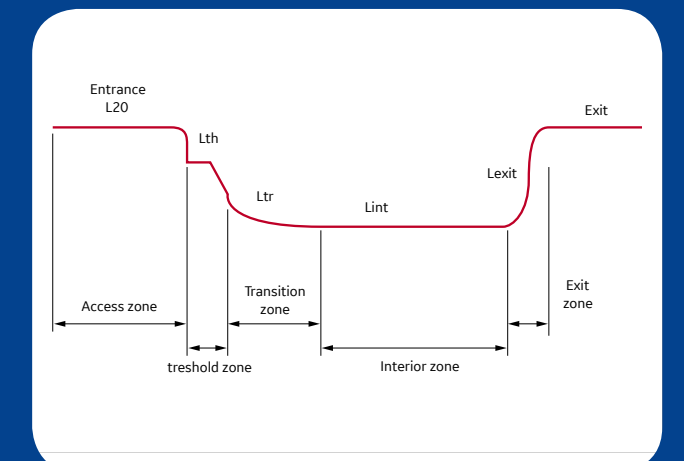 Entrance
L20
Exit
Lth
Lexit
Ltr
Lint
Transition
zone
Exit
zone
Access zone
treshold zone
Interior zone